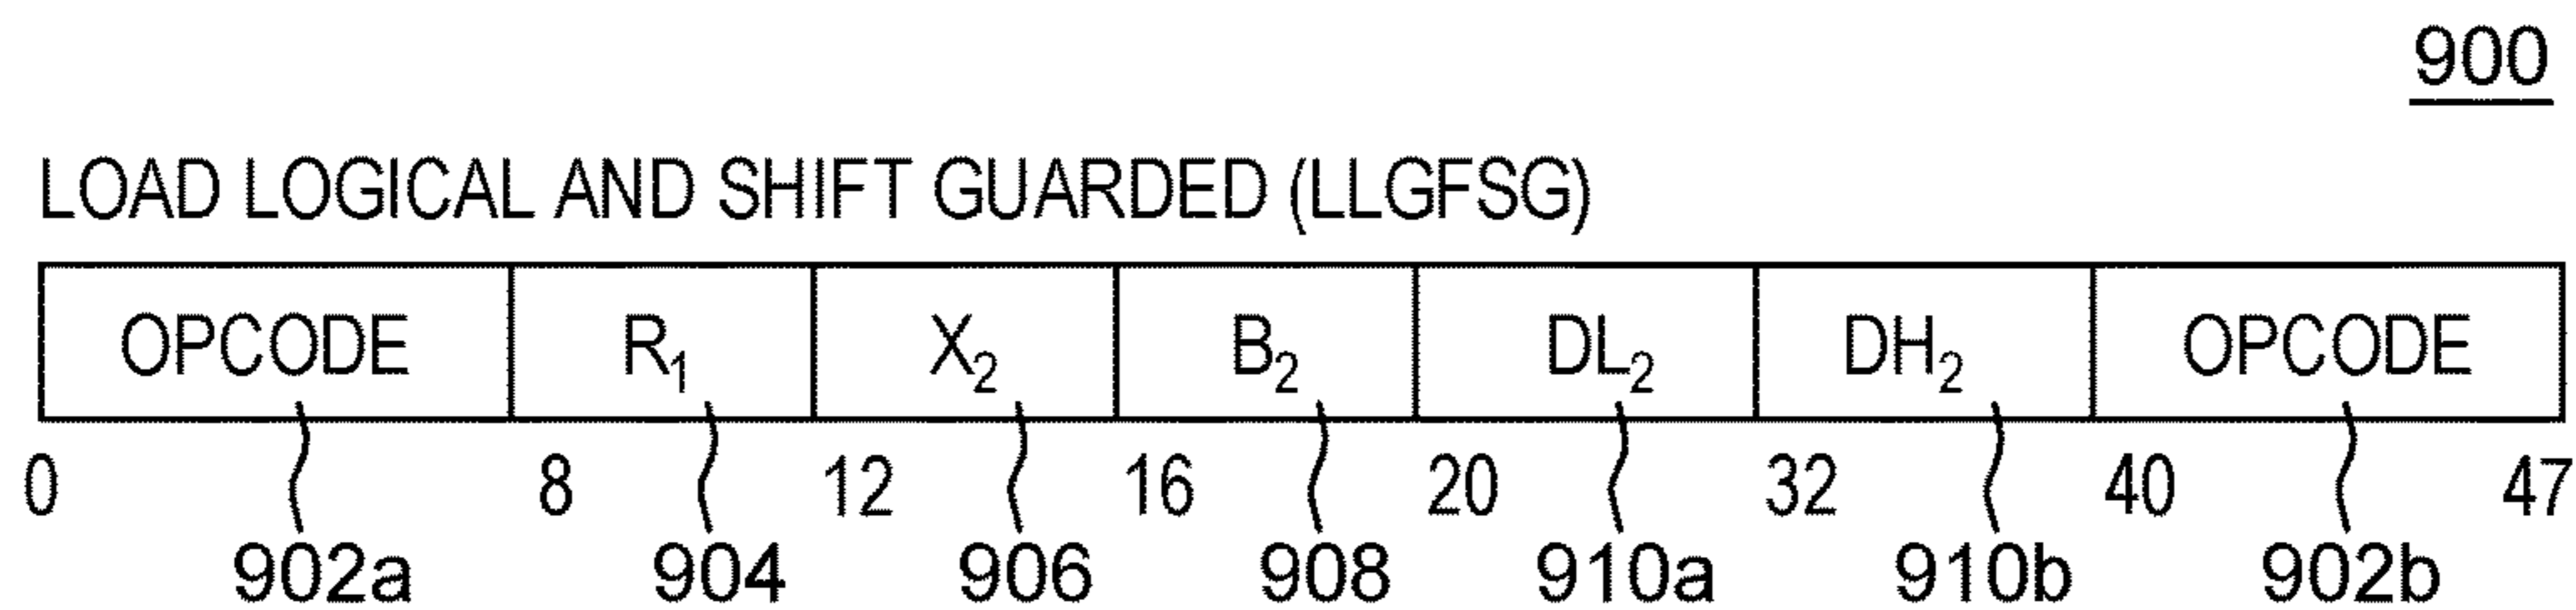 900
LOAD LOGICAL AND SHIFT GUARDED (LLGFSG)
OPCODE R₁ X₂ B₂ DL₂ DH₂ OPCODE
0 8 12 16 20 32 40 47
902a 904 906 908 910a 910b 902b